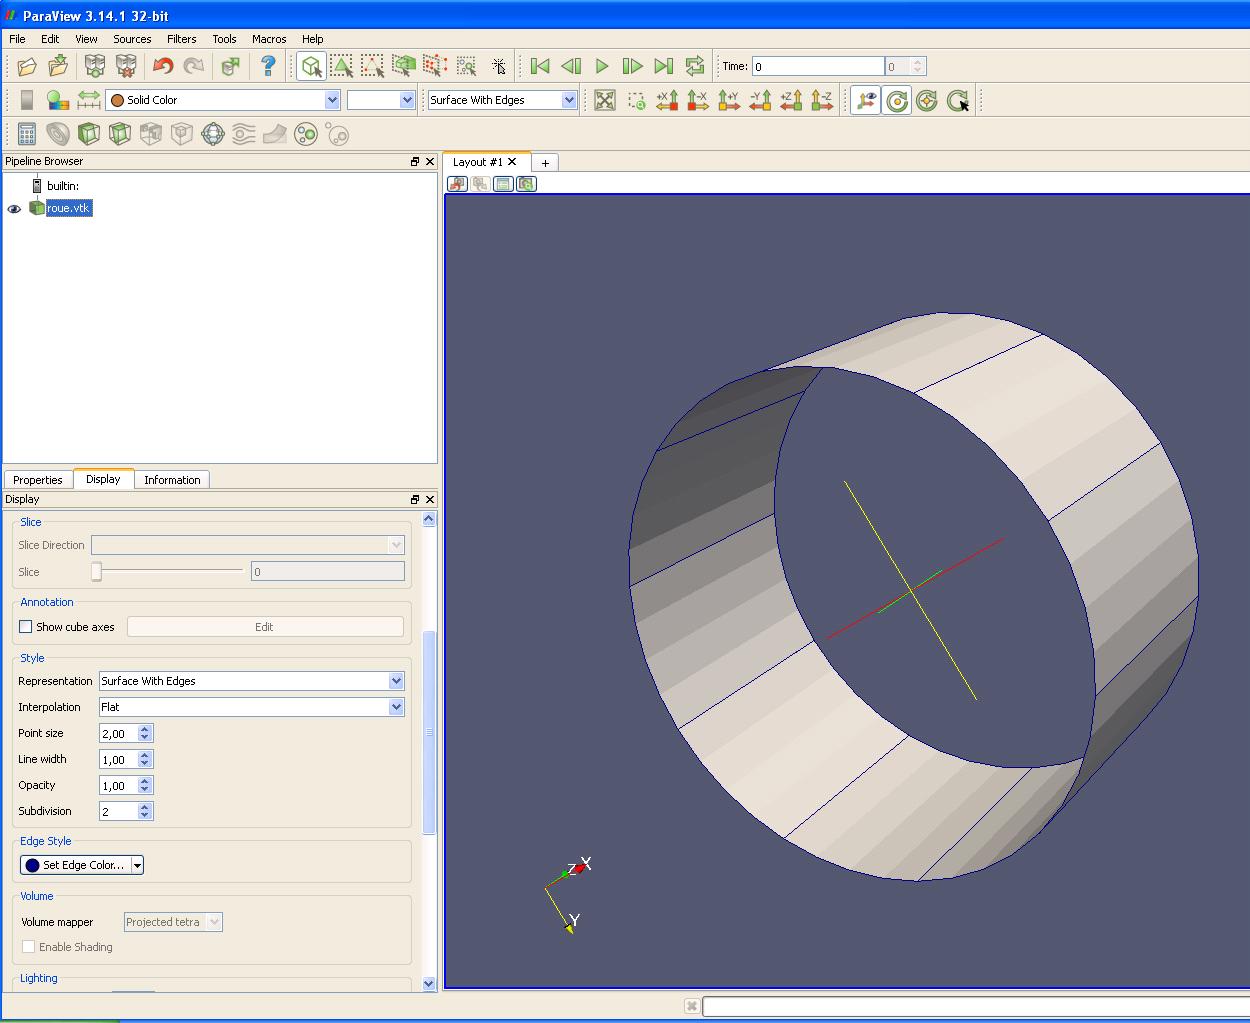 ParaView 3.14.1 32-bit
File Edit View Sources Filters Tools Macros Help
Time: 0 0
Solid Color Surface With Edges +X -X +Y -Y +Z -Z
Pipeline Browser
Layout #1 +
builtin:
roue.vtk
Properties Display Information
Display
Slice
Slice Direction
Slice 0
Annotation
Show cube axes Edit
Style
Representation Surface With Edges
Interpolation Flat
Point size 2,00
Line width 1,00
Opacity 1,00
Subdivision 2
Edge Style
Set Edge Color...
Volume
Volume mapper Projected tetra
Enable Shading
Lighting
Z X
Y